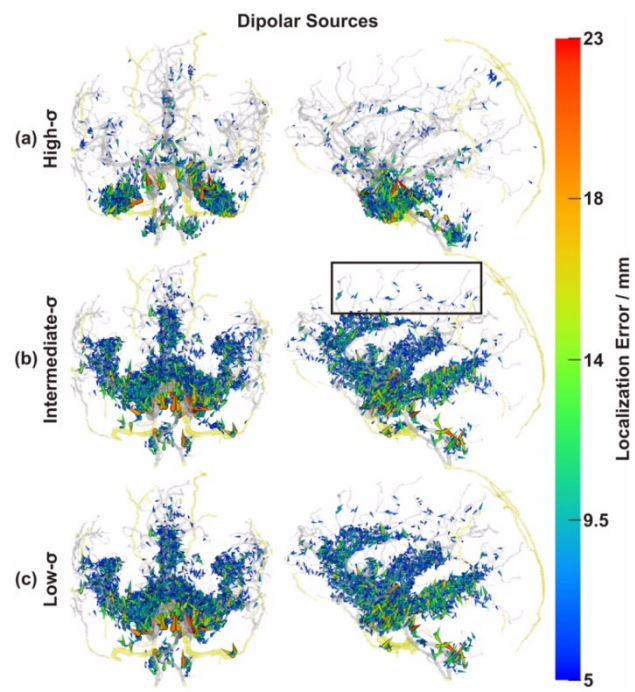 Dipolar Sources
(a) High-σ
(b) Intermediate-σ
(c) Low-σ
23
18
14
9.5
5
Localization Error / mm